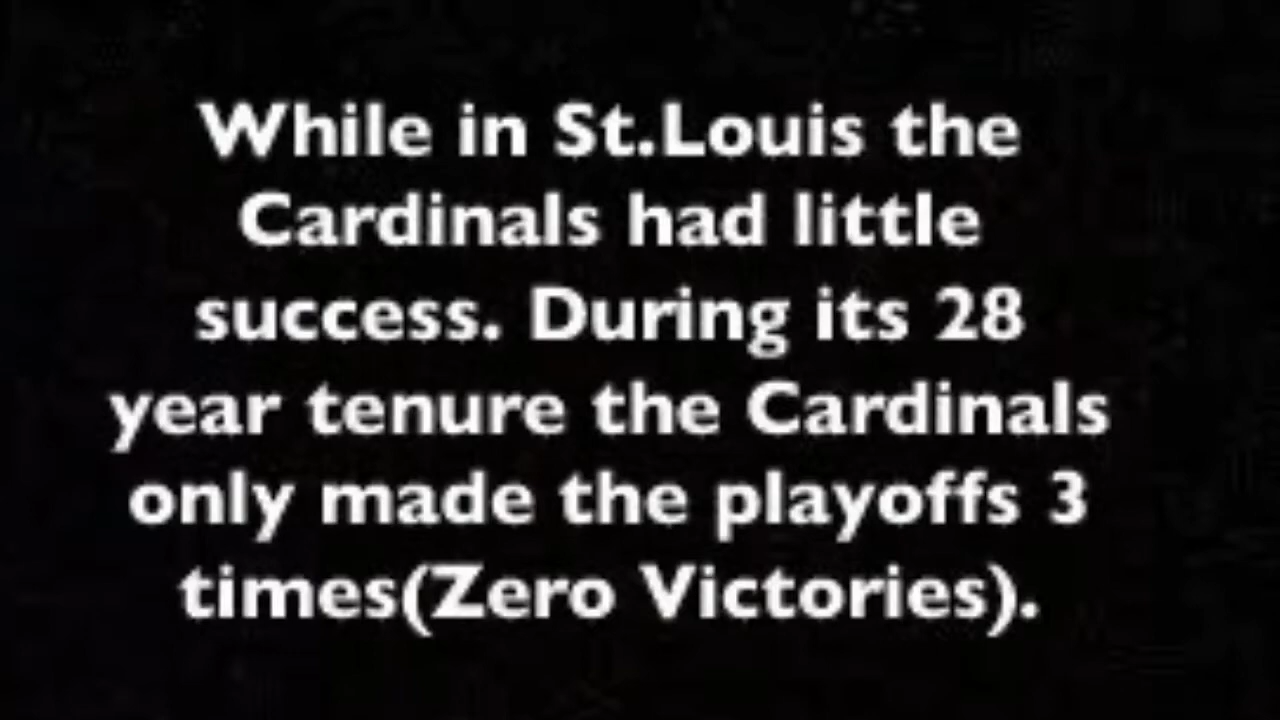 While in St.Louis the
Cardinals had little
success. During its 28
year tenure the Cardinals
only made the playoffs 3
times(Zero Victories).